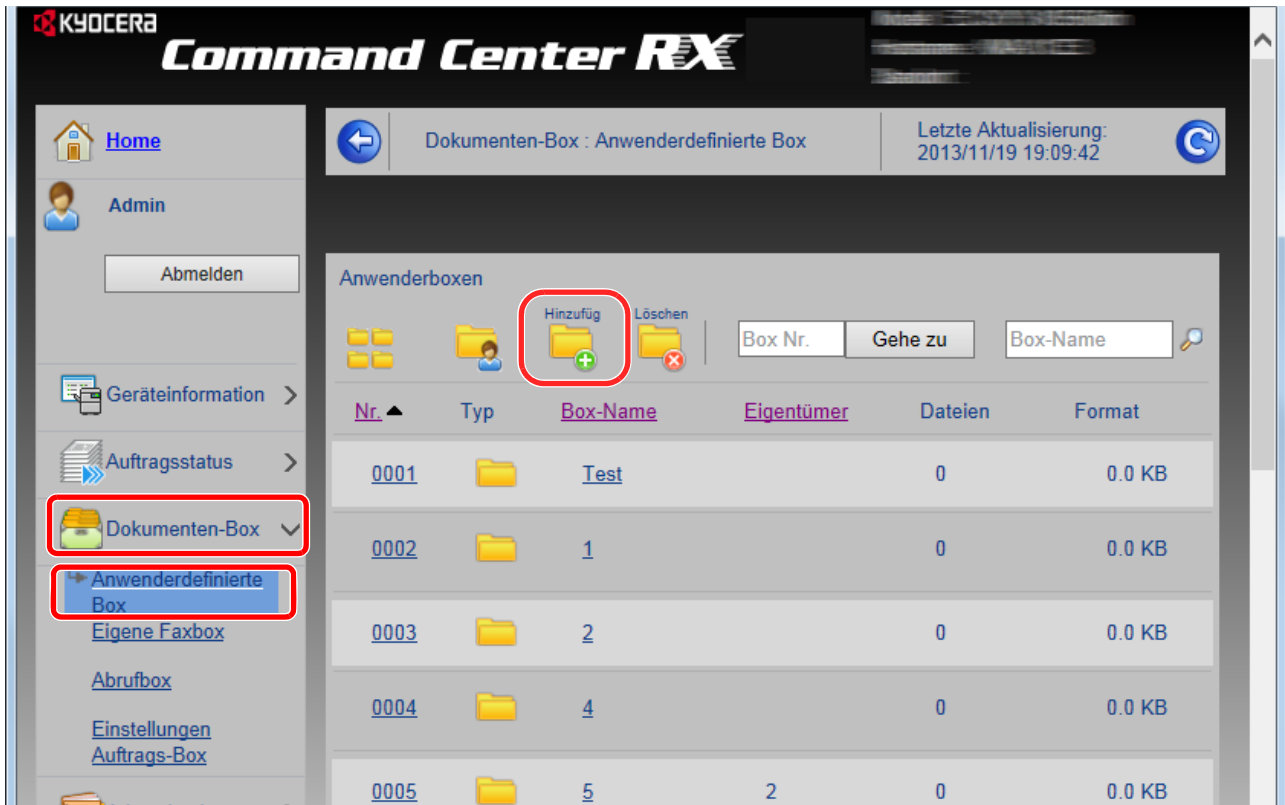 KYOCERA
Command Center RX
Home
Admin
Abmelden
Geräteinformation
Auftragsstatus
Dokumenten-Box
Anwenderdefinierte
Box
Eigene Faxbox
Abrufbox
Einstellungen
Auftrags-Box
Dokumenten-Box : Anwenderdefinierte Box
Letzte Aktualisierung:
2013/11/19 19:09:42
Anwenderboxen
Hinzufüg Löschen
Box Nr. Gehe zu Box-Name
Nr. Typ Box-Name Eigentümer Dateien Format
0001 Test 0 0.0 KB
0002 1 0 0.0 KB
0003 2 0 0.0 KB
0004 4 0 0.0 KB
0005 5 2 0 0.0 KB